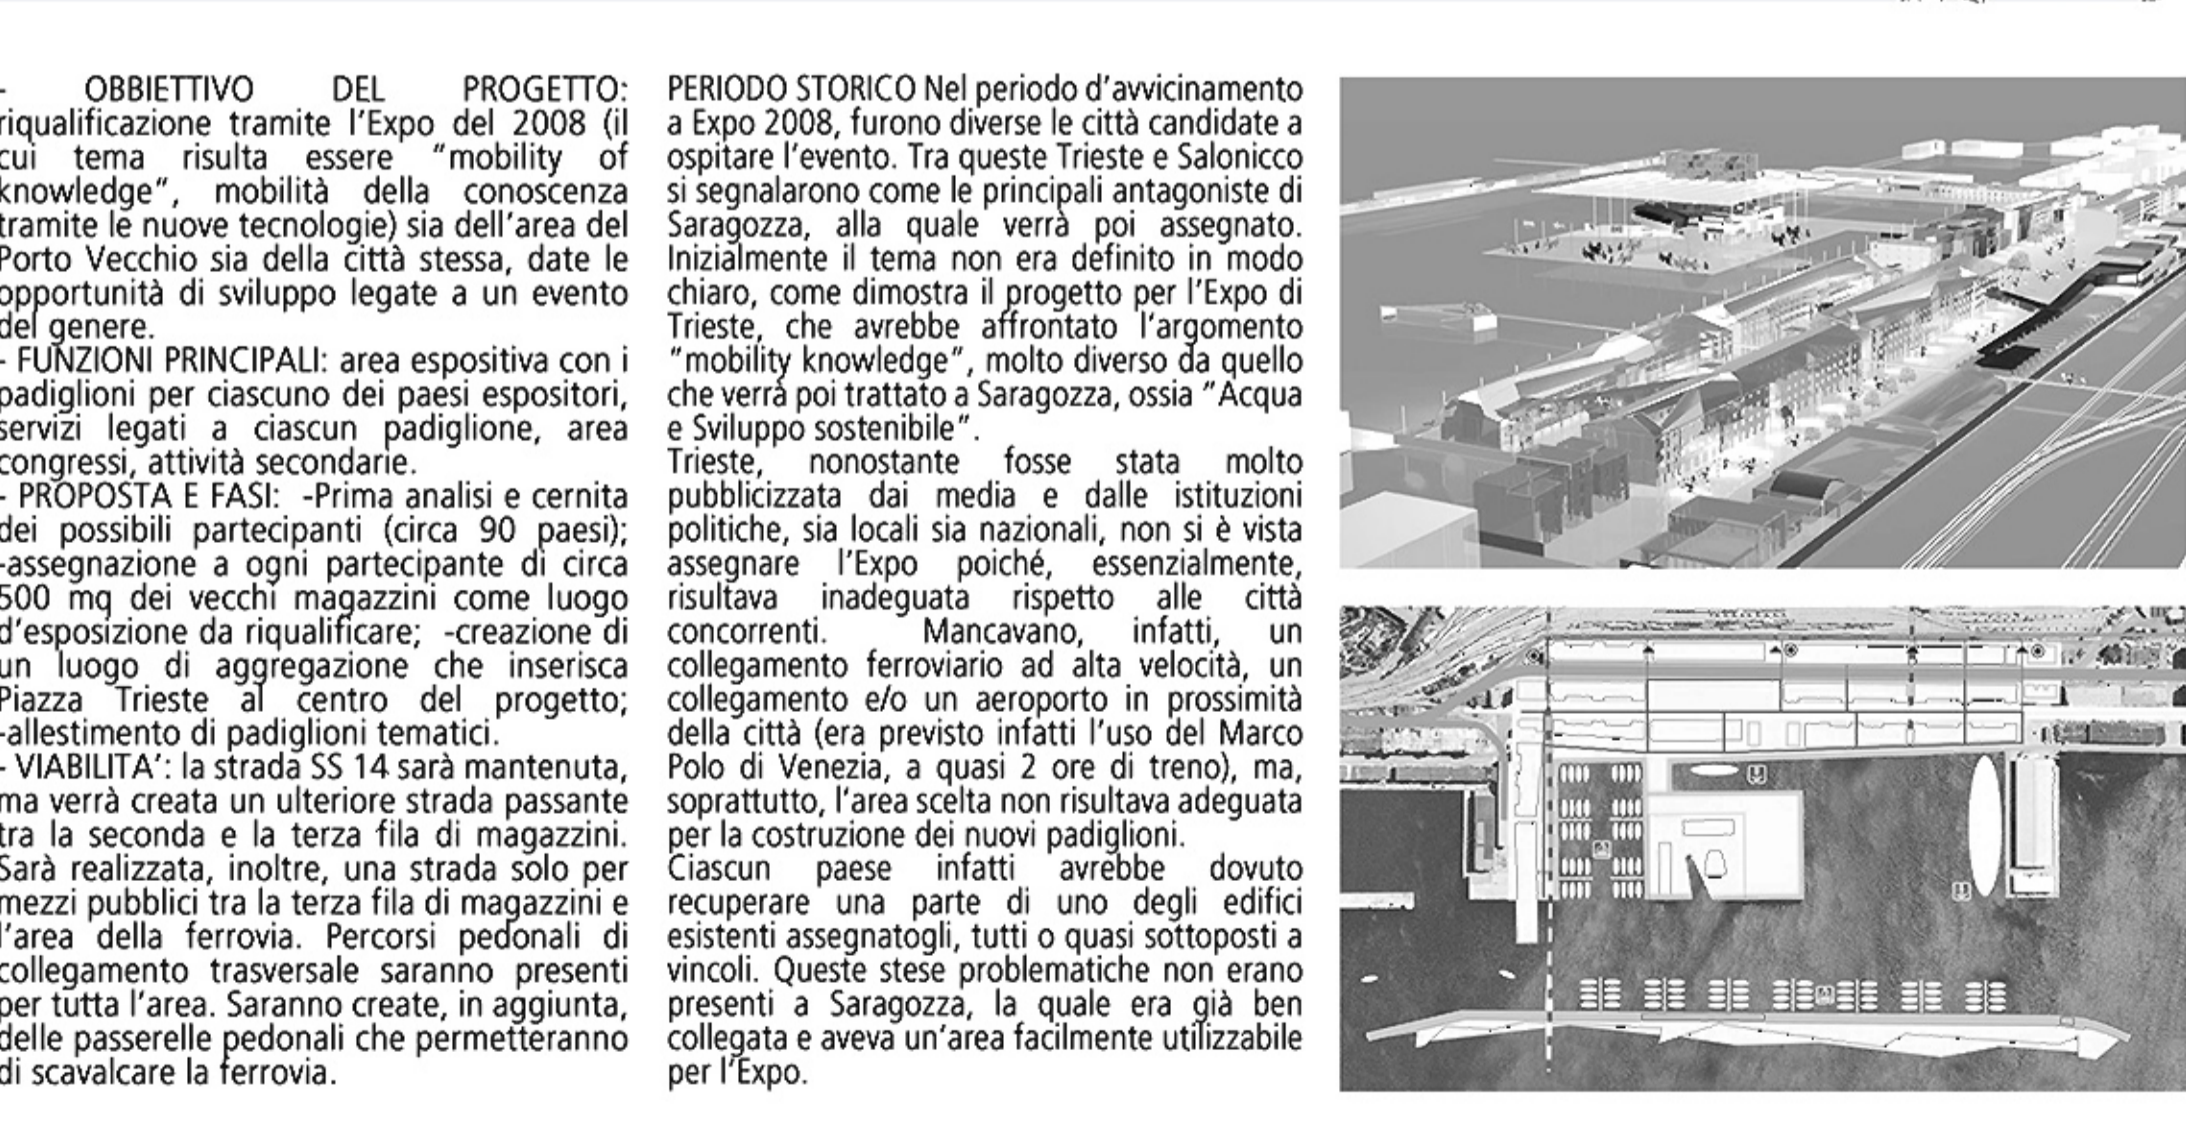 - OBBIETTIVO DEL PROGETTO:
riqualificazione tramite l'Expo del 2008 (il
cui tema risulta essere "mobility of
knowledge", mobilità della conoscenza
tramite le nuove tecnologie) sia dell'area del
Porto Vecchio sia della città stessa, date le
opportunità di sviluppo legate a un evento
del genere.
- FUNZIONI PRINCIPALI: area espositiva con i
padiglioni per ciascuno dei paesi espositori,
servizi legati a ciascun padiglione, area
congressi, attività secondarie.
- PROPOSTA E FASI: -Prima analisi e cernita
dei possibili partecipanti (circa 90 paesi);
-assegnazione a ogni partecipante di circa
500 mq dei vecchi magazzini come luogo
d'esposizione da riqualificare; -creazione di
un luogo di aggregazione che inserisca
Piazza Trieste al centro del progetto;
-allestimento di padiglioni tematici.
- VIABILITA': la strada SS 14 sarà mantenuta,
ma verrà creata un ulteriore strada passante
tra la seconda e la terza fila di magazzini.
Sarà realizzata, inoltre, una strada solo per
mezzi pubblici tra la terza fila di magazzini e
l'area della ferrovia. Percorsi pedonali di
collegamento trasversale saranno presenti
per tutta l'area. Saranno create, in aggiunta,
delle passerelle pedonali che permetteranno
di scavalcare la ferrovia.
PERIODO STORICO Nel periodo d'avvicinamento
a Expo 2008, furono diverse le città candidate a
ospitare l'evento. Tra queste Trieste e Salonicco
si segnalarono come le principali antagoniste di
Saragozza, alla quale verrà poi assegnato.
Inizialmente il tema non era definito in modo
chiaro, come dimostra il progetto per l'Expo di
Trieste, che avrebbe affrontato l'argomento
"mobility knowledge", molto diverso da quello
che verrà poi trattato a Saragozza, ossia "Acqua
e Sviluppo sostenibile".
Trieste, nonostante fosse stata molto
pubblicizzata dai media e dalle istituzioni
politiche, sia locali sia nazionali, non si è vista
assegnare l'Expo poiché, essenzialmente,
risultava inadeguata rispetto alle città
concorrenti. Mancavano, infatti, un
collegamento ferroviario ad alta velocità, un
collegamento e/o un aeroporto in prossimità
della città (era previsto infatti l'uso del Marco
Polo di Venezia, a quasi 2 ore di treno), ma,
soprattutto, l'area scelta non risultava adeguata
per la costruzione dei nuovi padiglioni.
Ciascun paese infatti avrebbe dovuto
recuperare una parte di uno degli edifici
esistenti assegnatogli, tutti o quasi sottoposti a
vincoli. Queste stese problematiche non erano
presenti a Saragozza, la quale era già ben
collegata e aveva un'area facilmente utilizzabile
per l'Expo.